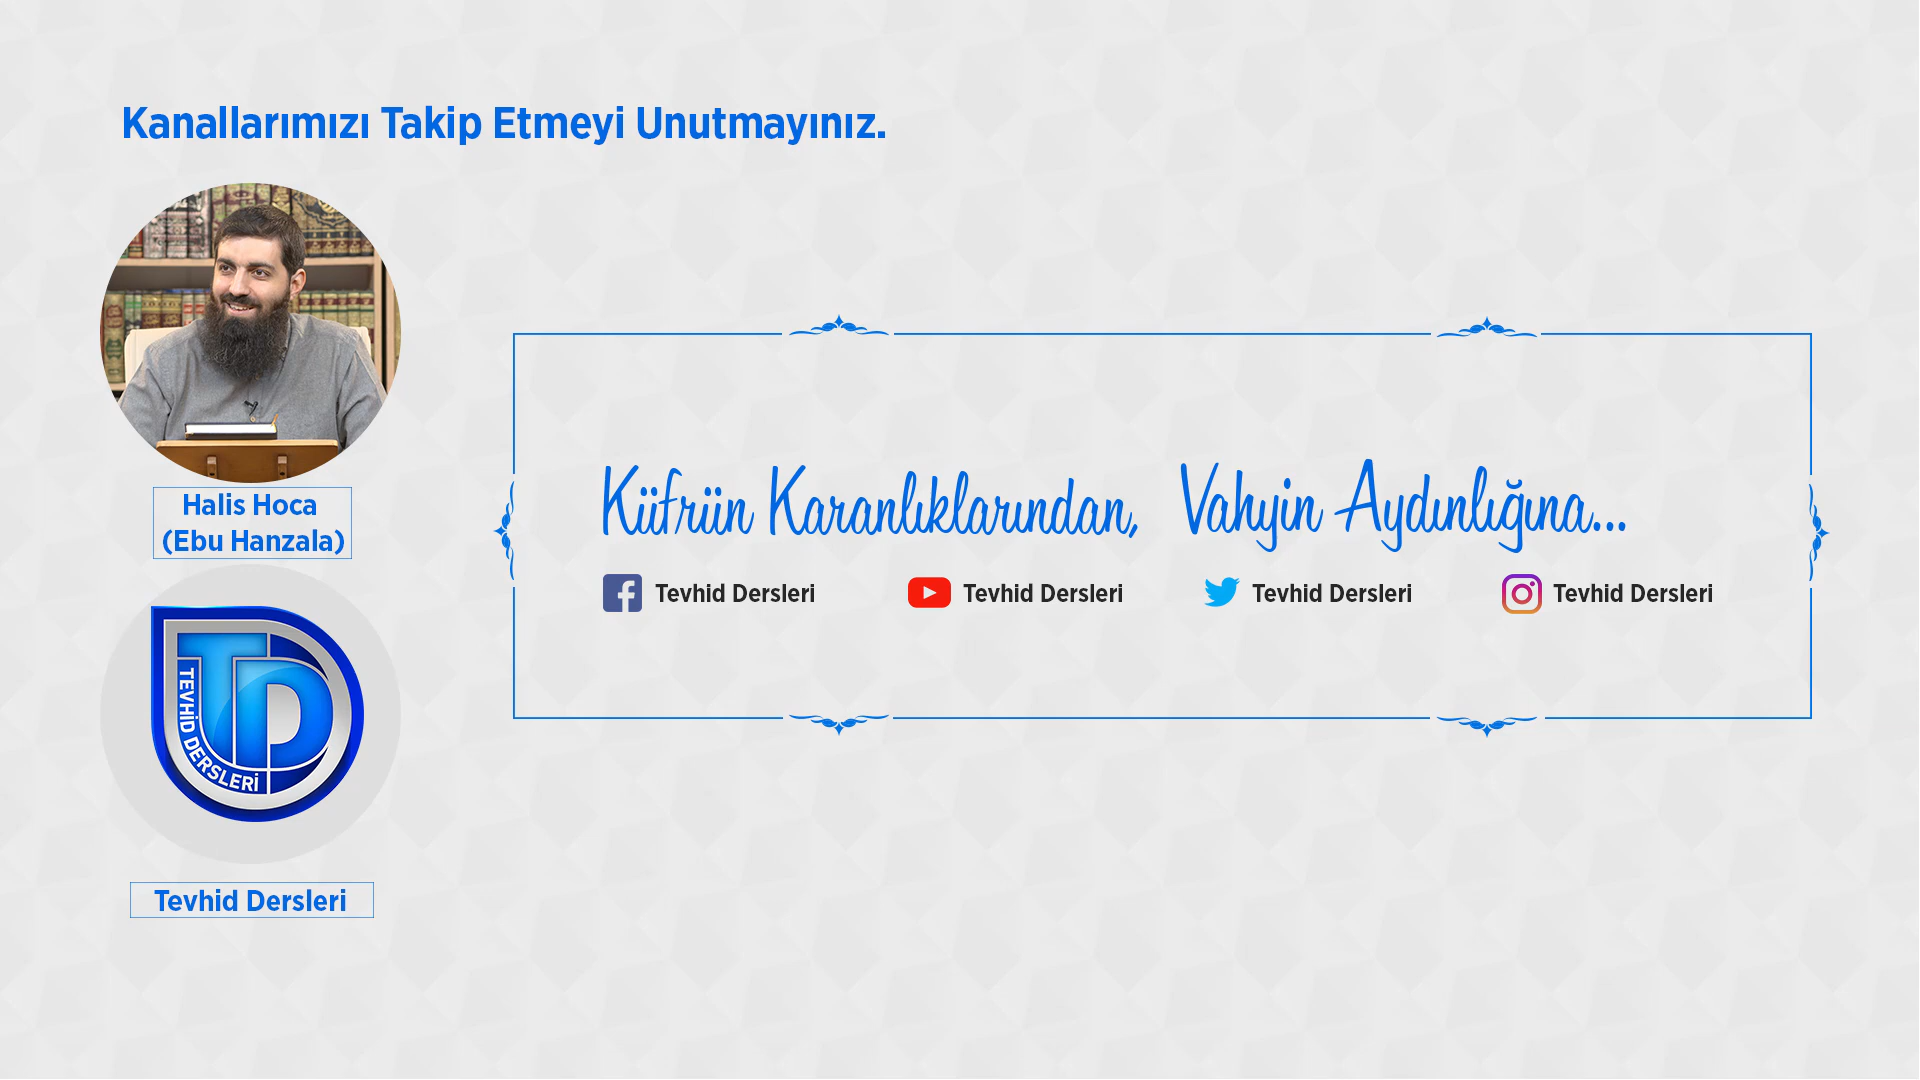 Kanallarımızı Takip Etmeyi Unutmayınız.
Halis Hoca
(Ebu Hanzala)
Küfrün Karanlıklarından, Vahyin Aydınlığına...
Tevhid Dersleri
Tevhid Dersleri
Tevhid Dersleri
Tevhid Dersleri
TD
TEVHİD DERSLERİ
Tevhid Dersleri